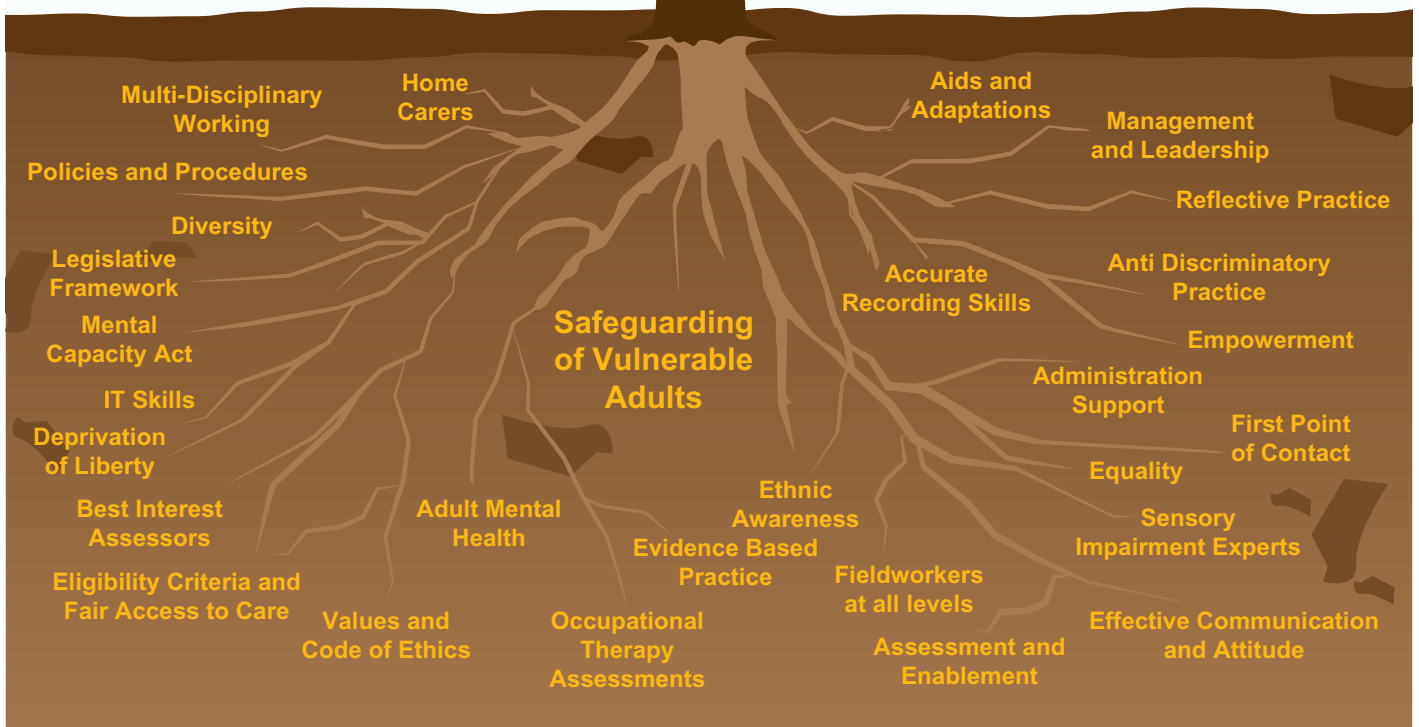 Home
Carers
Multi-Disciplinary
Working
Policies and Procedures
Diversity
Legislative
Framework
Mental
Capacity Act
IT Skills
Deprivation
of Liberty
Best Interest
Assessors
Eligibility Criteria and
Fair Access to Care
Values and
Code of Ethics
Adult Mental
Health
Occupational
Therapy
Assessments
Safeguarding
of Vulnerable
Adults
Evidence Based
Practice
Ethnic
Awareness
Fieldworkers
at all levels
Assessment and
Enablement
Aids and
Adaptations
Management
and Leadership
Reflective Practice
Accurate
Recording Skills
Anti Discriminatory
Practice
Empowerment
Administration
Support
First Point
of Contact
Equality
Sensory
Impairment Experts
Effective Communication
and Attitude